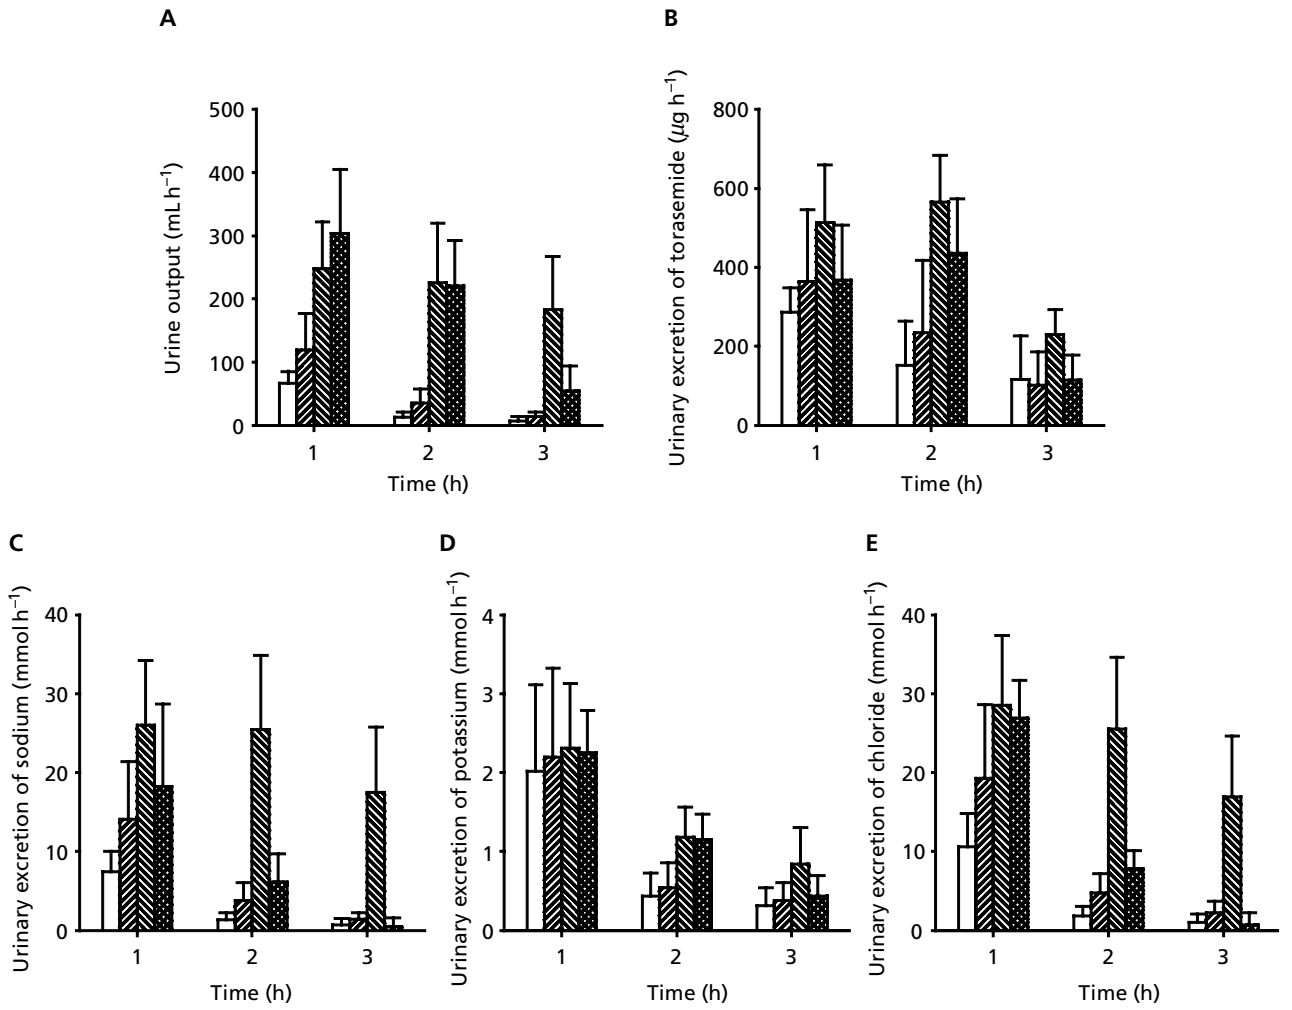 A
B
Urine output (mL h⁻¹)
500
400
300
200
100
0
1
2
3
Time (h)
Urinary excretion of torasemide (μg h⁻¹)
800
600
400
200
0
1
2
3
Time (h)
C
D
E
Urinary excretion of sodium (mmol h⁻¹)
40
30
20
10
0
1
2
3
Time (h)
Urinary excretion of potassium (mmol h⁻¹)
4
3
2
1
0
1
2
3
Time (h)
Urinary excretion of chloride (mmol h⁻¹)
40
30
20
10
0
1
2
3
Time (h)